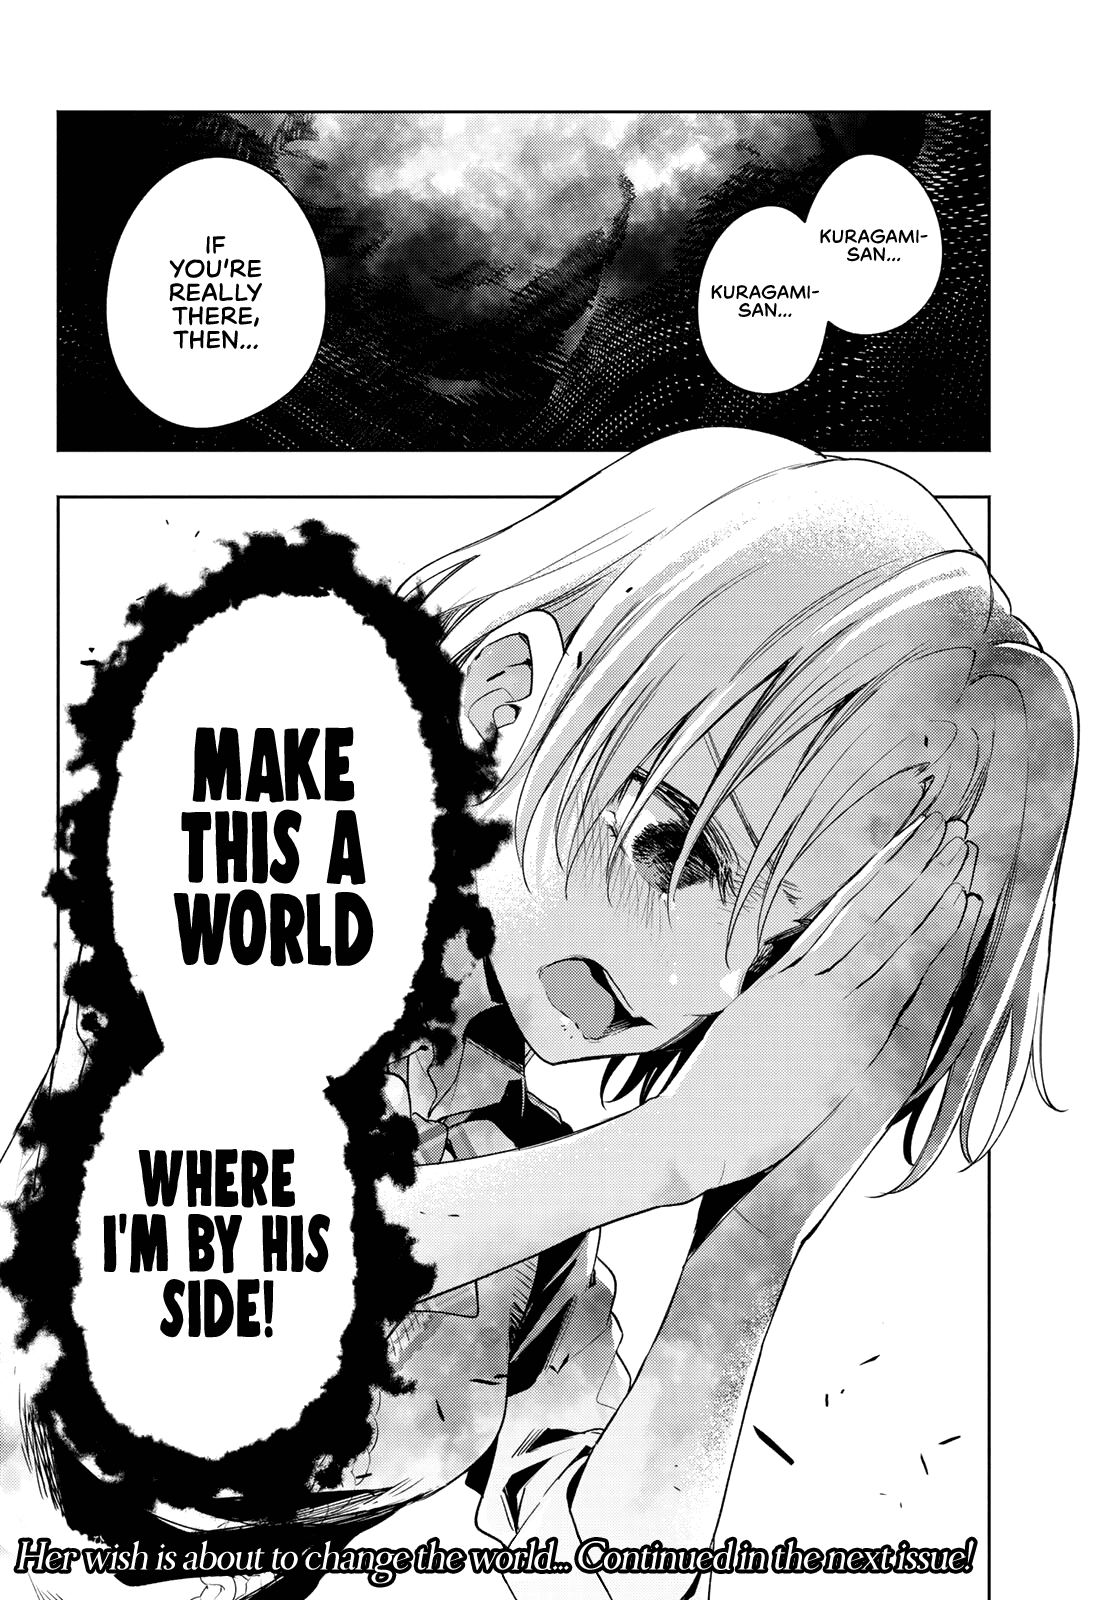 KURAGAMI-
SAN...
KURAGAMI-
SAN...
IF
YOU'RE
REALLY
THERE,
THEN...
MAKE
THIS A
WORLD
WHERE
I'M BY HIS
SIDE!
Her wish is about to change the world... Continued in the next issue!